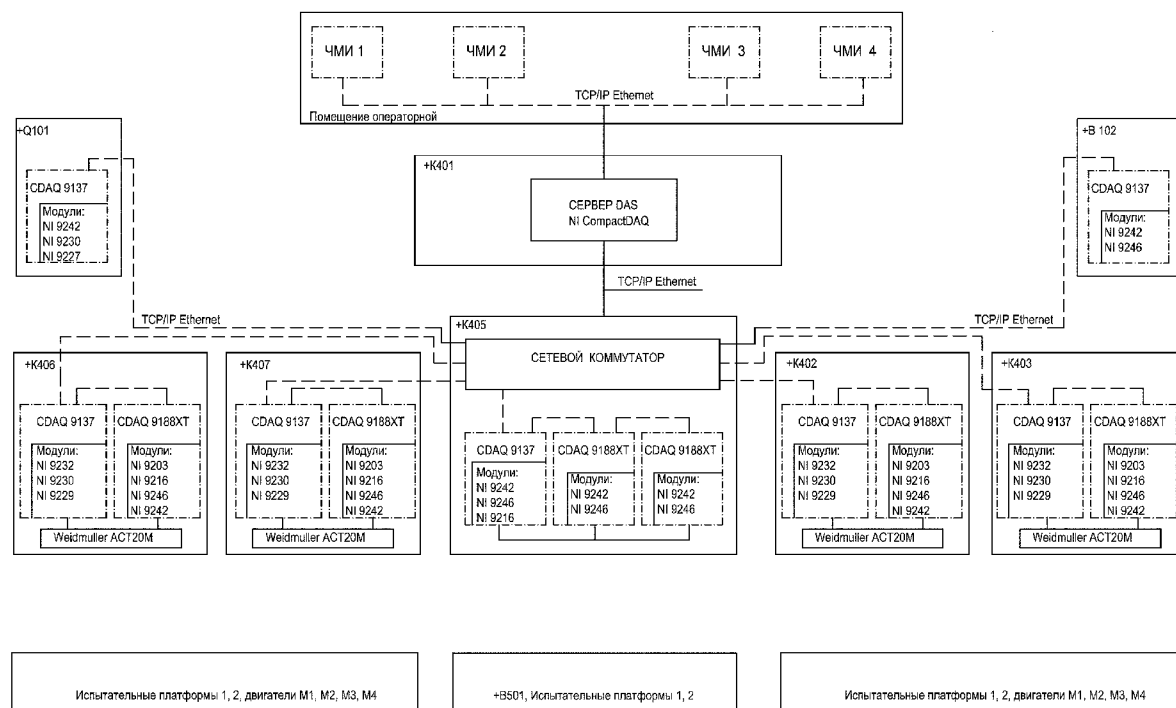 ЧМИ 1
ЧМИ 2
ЧМИ 3
ЧМИ 4
TCP/IP Ethernet
Помещение операторной
+Q101
CDAQ 9137
Модули:
NI 9242
NI 9230
NI 9227
+K401
СЕРВЕР DAS
NI CompactDAQ
+B 102
CDAQ 9137
Модули:
NI 9242
NI 9246
TCP/IP Ethernet
TCP/IP Ethernet
TCP/IP Ethernet
+K405
СЕТЕВОЙ КОММУТАТОР
CDAQ 9137
Модули:
NI 9242
NI 9246
NI 9216
CDAQ 9188XT
Модули:
NI 9242
NI 9246
CDAQ 9188XT
Модули:
NI 9242
NI 9246
+K406
CDAQ 9137
Модули:
NI 9232
NI 9230
NI 9229
CDAQ 9188XT
Модули:
NI 9203
NI 9216
NI 9246
NI 9242
Weidmuller ACT20M
+K407
CDAQ 9137
Модули:
NI 9232
NI 9230
NI 9229
CDAQ 9188XT
Модули:
NI 9203
NI 9216
NI 9246
NI 9242
Weidmuller ACT20M
+K402
CDAQ 9137
Модули:
NI 9232
NI 9230
NI 9229
CDAQ 9188XT
Модули:
NI 9203
NI 9216
NI 9246
NI 9242
Weidmuller ACT20M
+K403
CDAQ 9137
Модули:
NI 9232
NI 9230
NI 9229
CDAQ 9188XT
Модули:
NI 9203
NI 9216
NI 9246
NI 9242
Weidmuller ACT20M
Испытательные платформы 1, 2, двигатели М1, М2, М3, М4
+B501, Испытательные платформы 1, 2
Испытательные платформы 1, 2, двигатели М1, М2, М3, М4